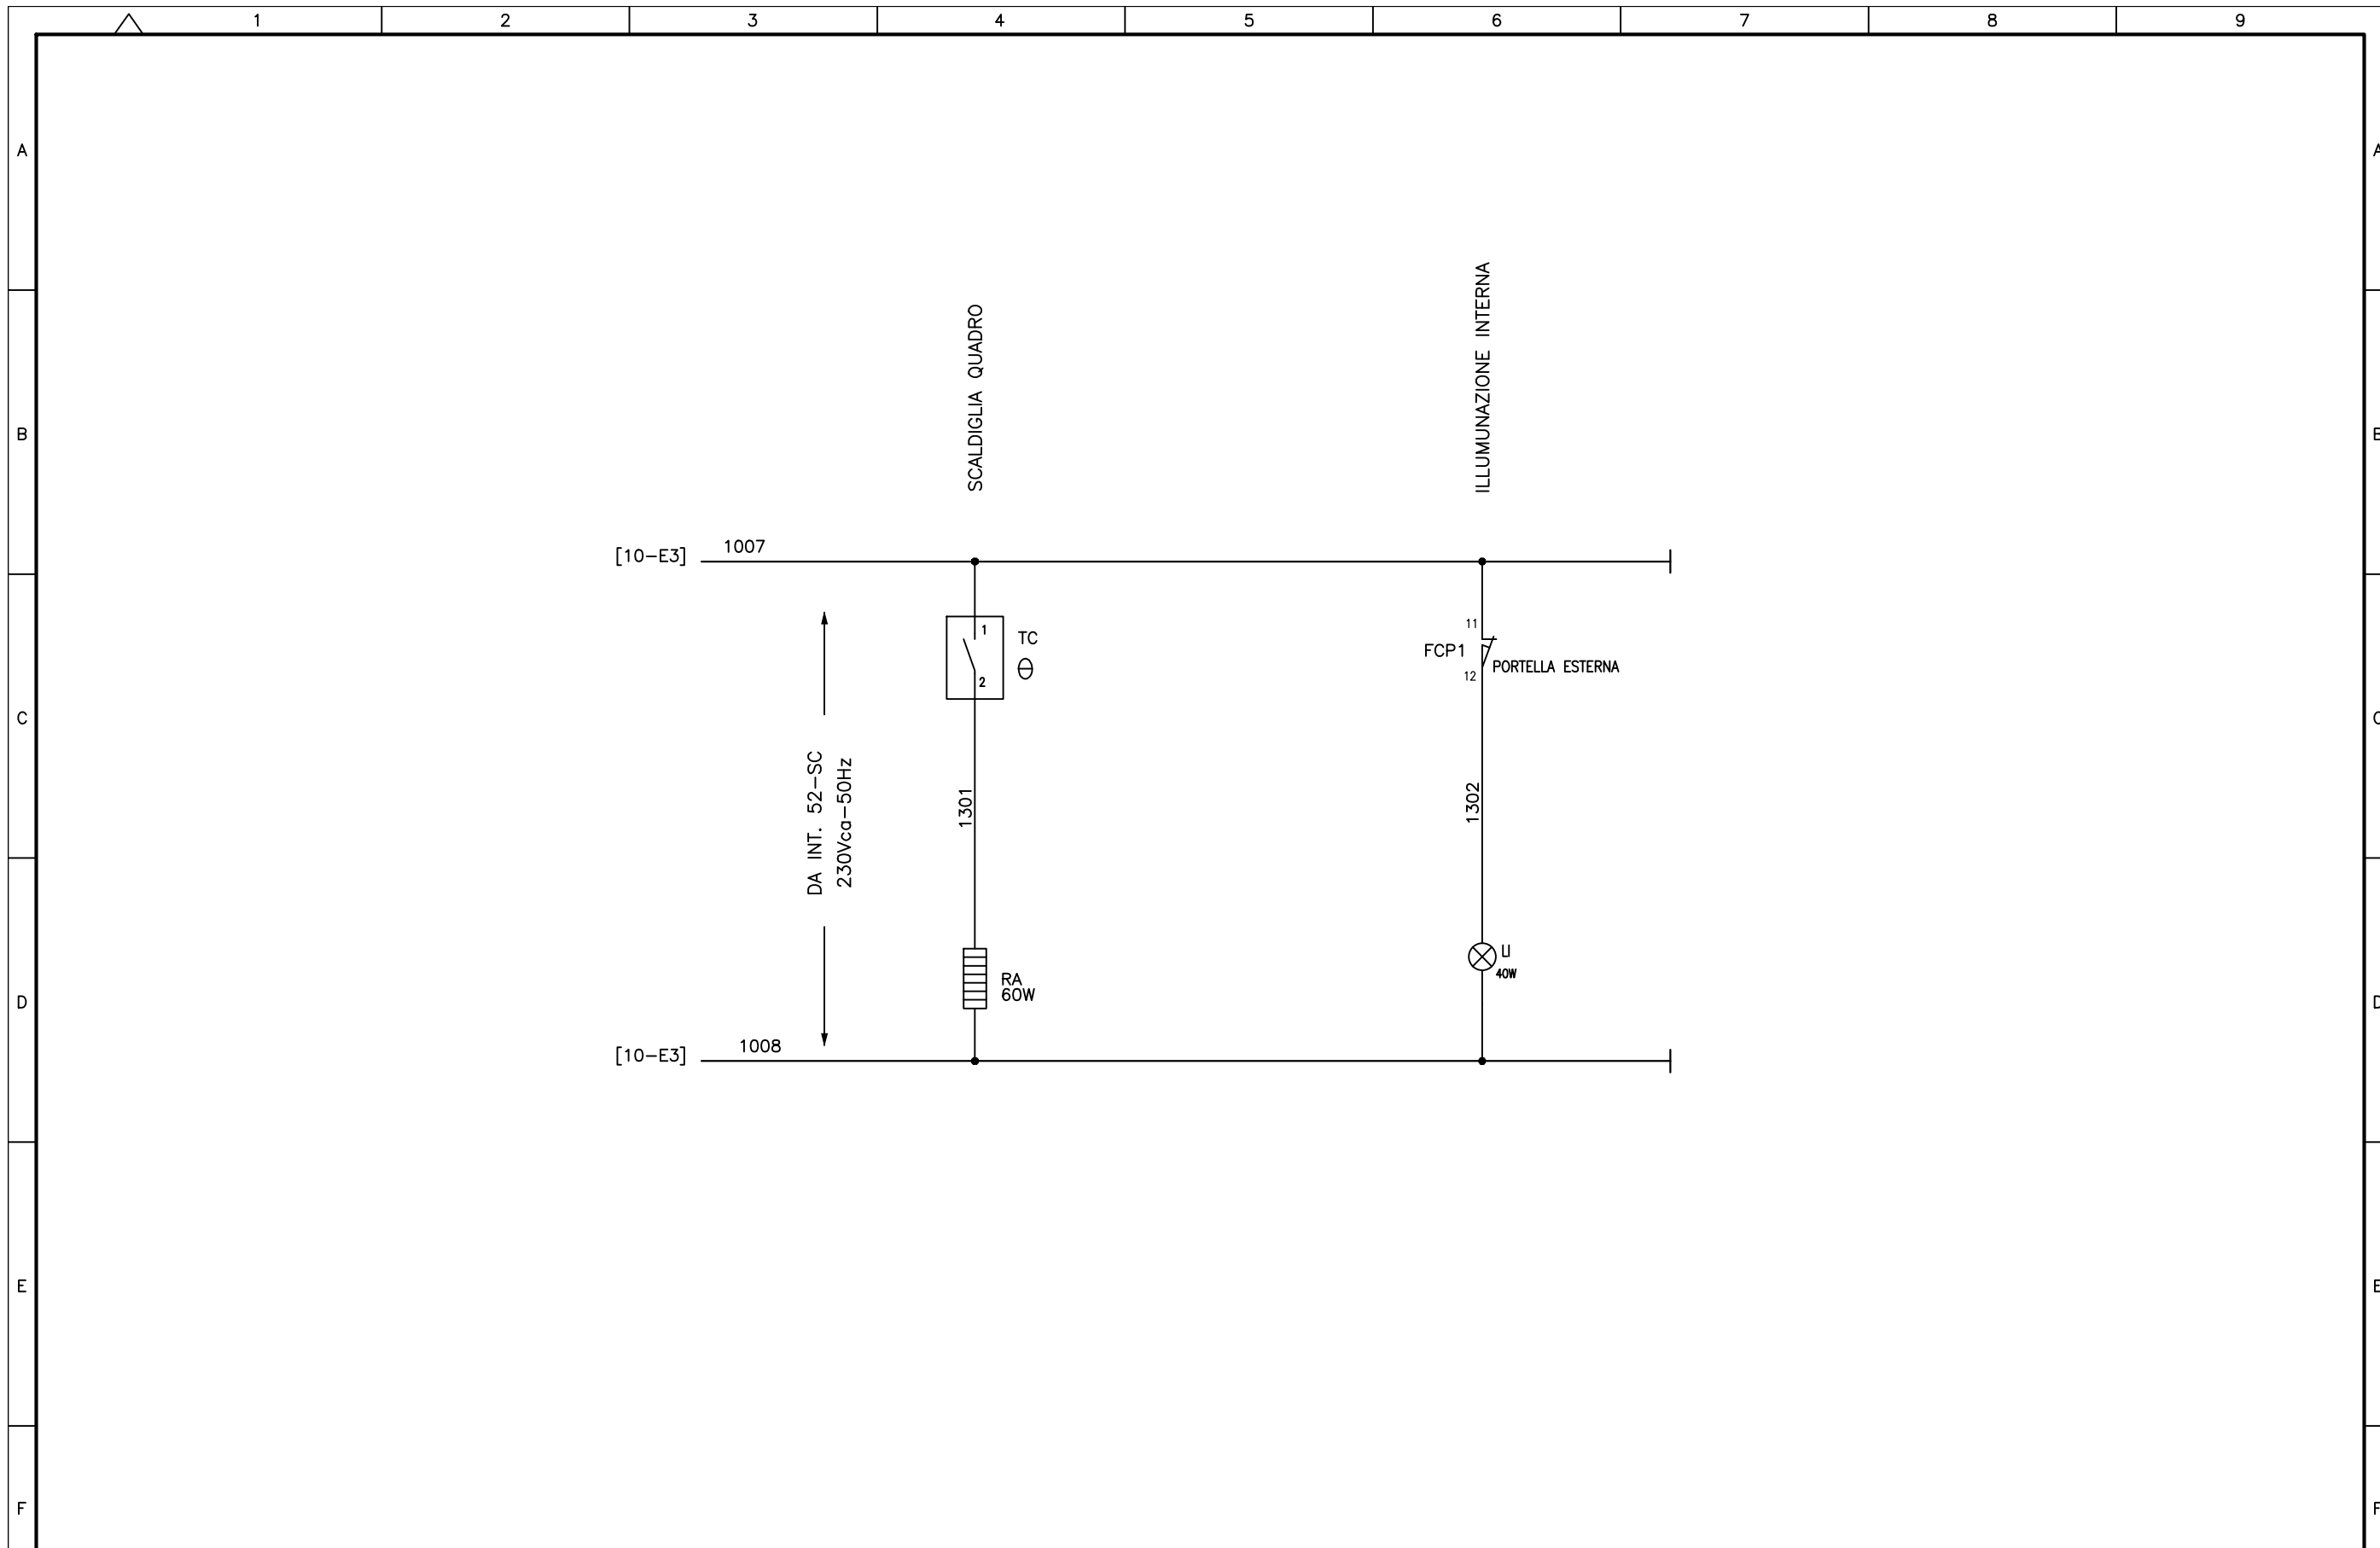 1 2 3 4 5 6 7 8 9
A A
SCALDIGLIA QUADRO
ILLUMUNAZIONE INTERNA
B B
[10-E3] 1007
1
TC
2
11
FCP1
12
PORTELLA ESTERNA
C C
DA INT. 52-SC
230Vca-50Hz
1301
1302
LI
40W
RA
60W
D D
[10-E3] 1008
E E
F F